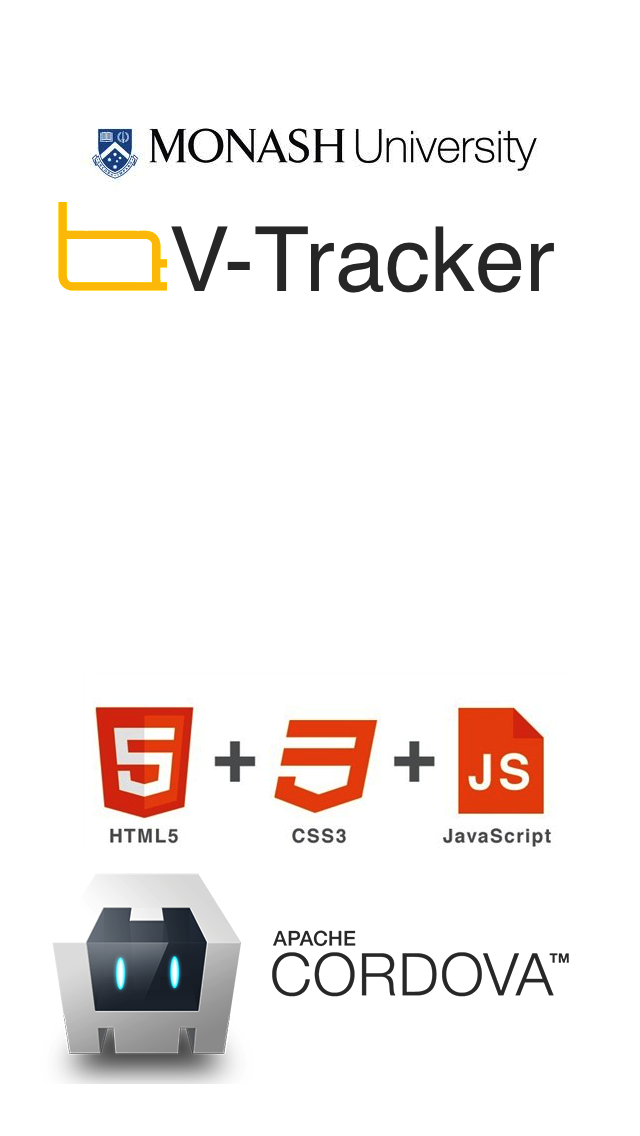 MONASH University
V-Tracker
JS
HTML5 CSS3 JavaScript
APACHE
CORDOVA™